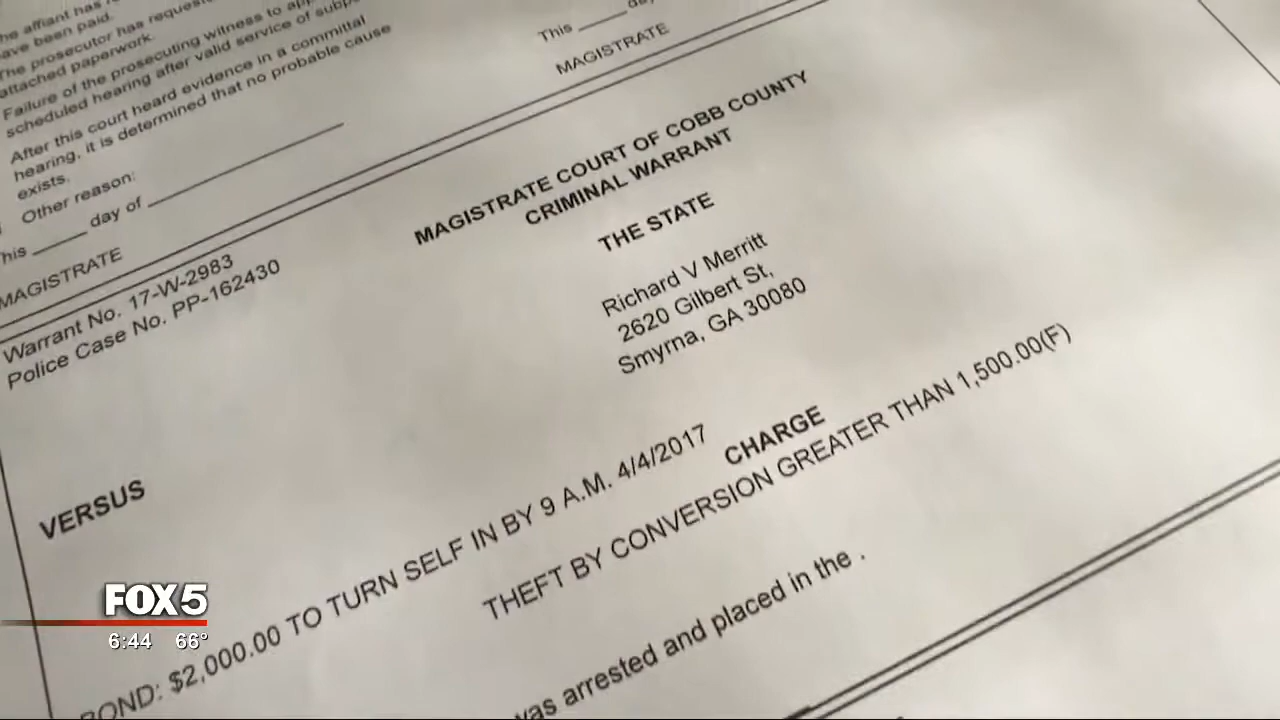 he affiant has
ave been paid.
The prosecutor has
attached paperwork.
Failure of the prosecuting witness to
scheduled hearing after valid service of
After this court heard evidence in a committal
hearing, it is determined that no probable cause
exists.
Other reason:
This day of
MAGISTRATE
This
MAGISTRATE
MAGISTRATE COURT OF COBB COUNTY
CRIMINAL WARRANT
Warrant No. 17-W-2983
Police Case No. PP-162430
THE STATE
Richard V Merritt
2620 Gilbert St,
Smyrna, GA 30080
VERSUS
CHARGE
BOND: $2,000.00 TO TURN SELF IN BY 9 A.M. 4/4/2017
THEFT BY CONVERSION GREATER THAN 1,500.00(F)
was arrested and placed in the .
FOX 5
6:44 66°